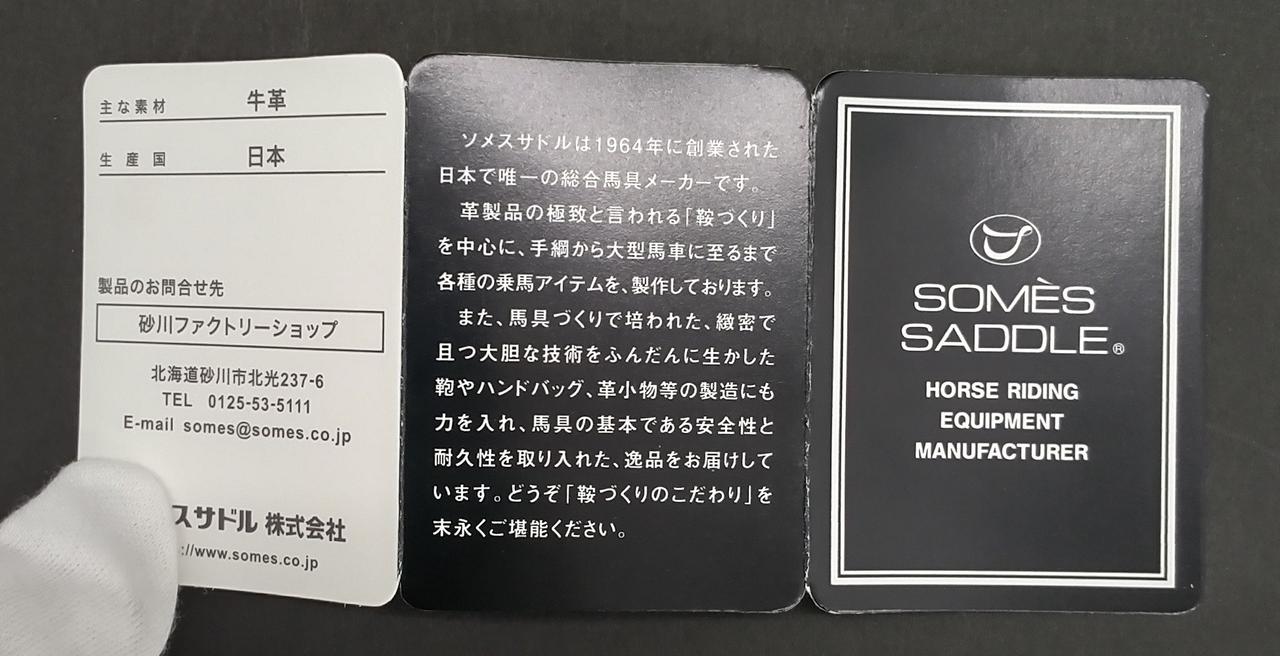 主な素材 牛革
生産国 日本
製品のお問合せ先
砂川ファクトリーショップ
北海道砂川市北光237-6
TEL 0125-53-5111
E-mail somes@somes.co.jp
スサドル 株式会社
://www.somes.co.jp
ソメスサドルは1964年に創業された
日本で唯一の総合馬具メーカーです。
革製品の極致と言われる「鞍づくり」
を中心に、手綱から大型馬車に至るまで
各種の乗馬アイテムを、製作しております。
また、馬具づくりで培われた、緻密で
且つ大胆な技術をふんだんに生かした
鞄やハンドバッグ、革小物等の製造にも
力を入れ、馬具の基本である安全性と
耐久性を取り入れた、逸品をお届けして
います。どうぞ「鞍づくりのこだわり」を
末永くご堪能ください。
SOMÈS
SADDLE®
HORSE RIDING
EQUIPMENT
MANUFACTURER